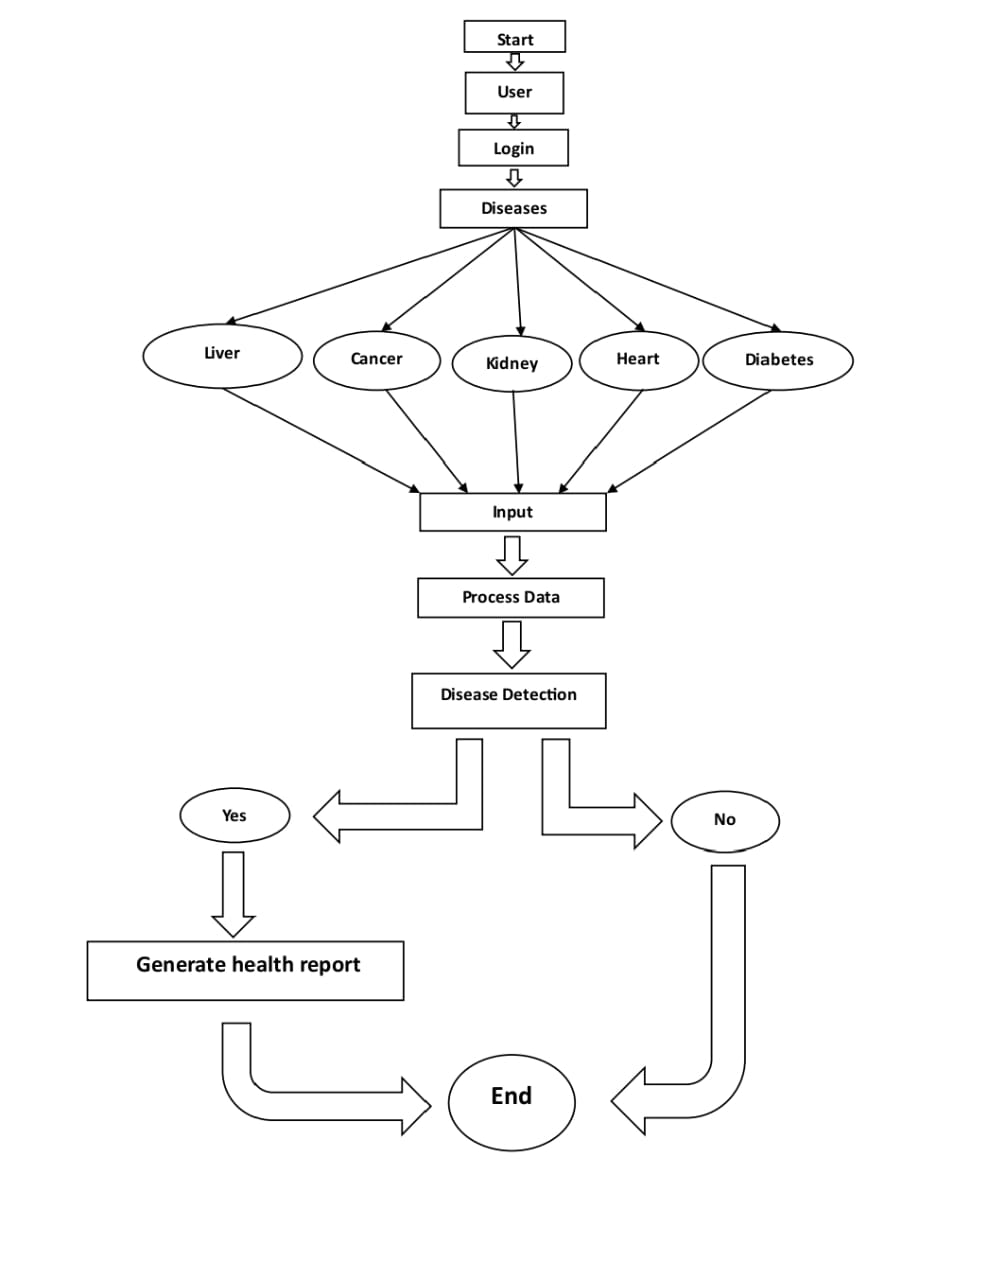 Start
User
Login
Diseases
Liver
Cancer
Kidney
Heart
Diabetes
Input
Process Data
Disease Detection
Yes
No
Generate health report
End